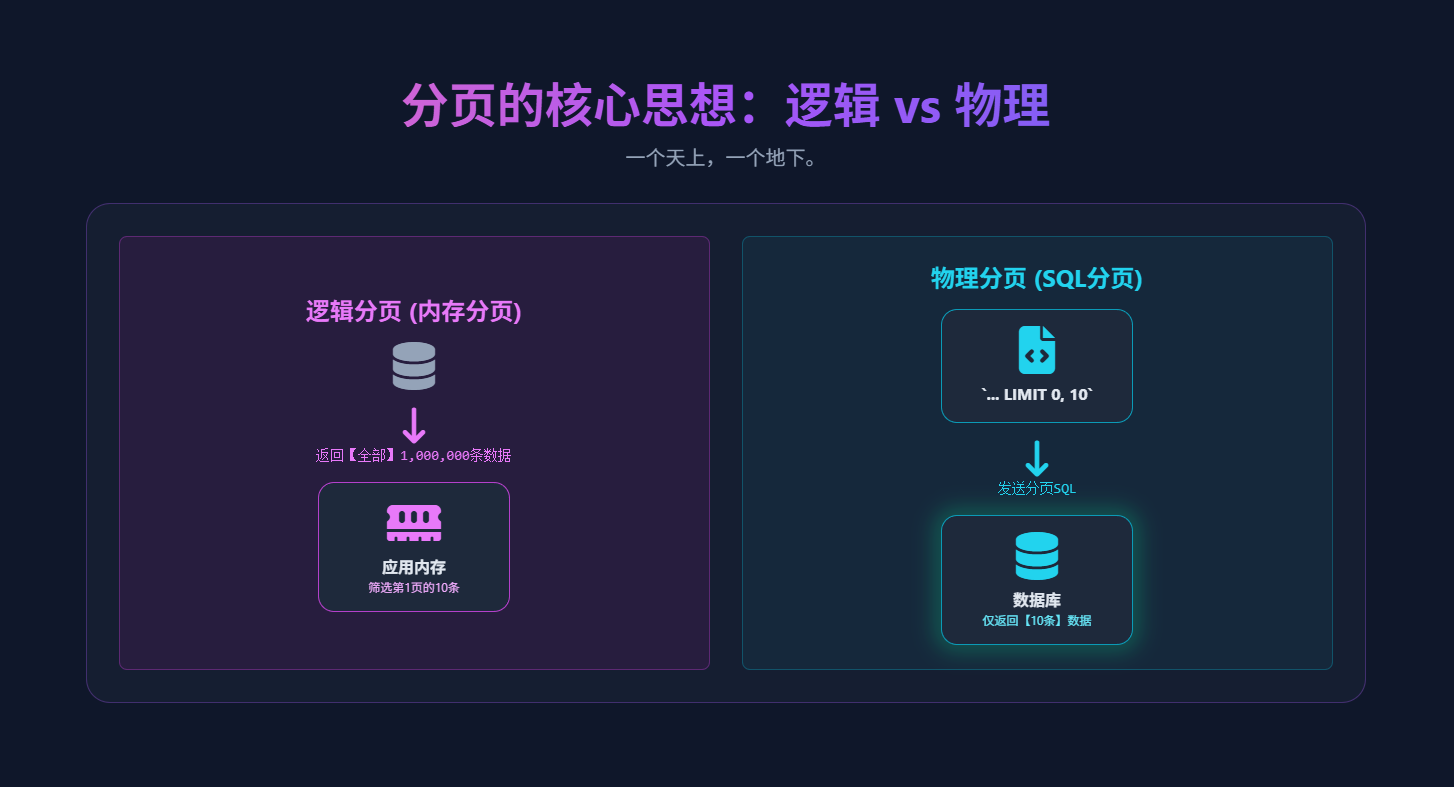 分页的核心思想：逻辑 vs 物理
一个天上，一个地下。
逻辑分页 (内存分页)
返回【全部】1,000,000条数据
应用内存
筛选第1页的10条
物理分页 (SQL分页)
`... LIMIT 0, 10`
发送分页SQL
数据库
仅返回【10条】数据